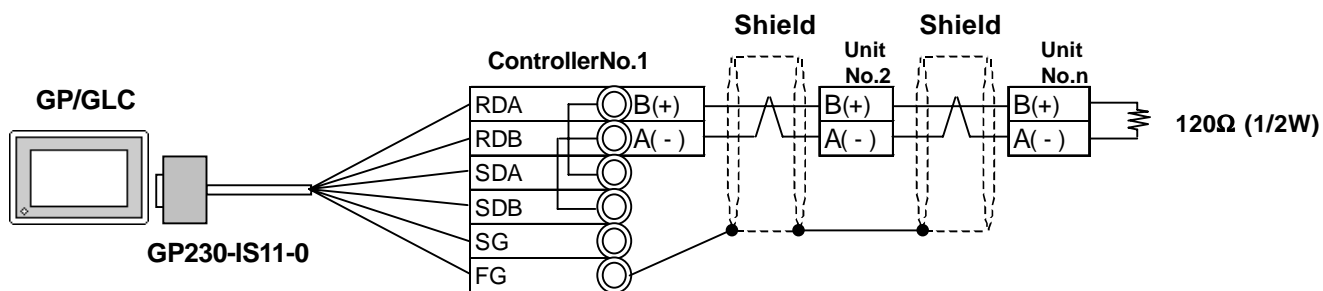 Shield
Shield
ControllerNo.1
Unit
No.2
Unit
No.n
GP/GLC
RDA
B(+)
B(+)
B(+)
RDB
A( - )
A( - )
A( - )
120Ω (1/2W)
SDA
SDB
SG
FG
GP230-IS11-0